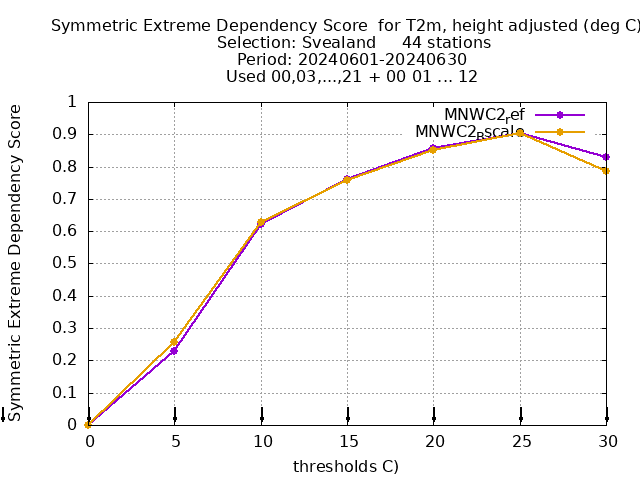 Symmetric Extreme Dependency Score for T2m, height adjusted (deg C)
Selection: Svealand 44 stations
Period: 20240601-20240630
Used 00,03,...,21 + 00 01 ... 12
Symmetric Extreme Dependency Score
1
0.9
0.8
0.7
0.6
0.5
0.4
0.3
0.2
0.1
0
MNWC2ref
MNWC2Bscale
0 5 10 15 20 25 30
thresholds C)